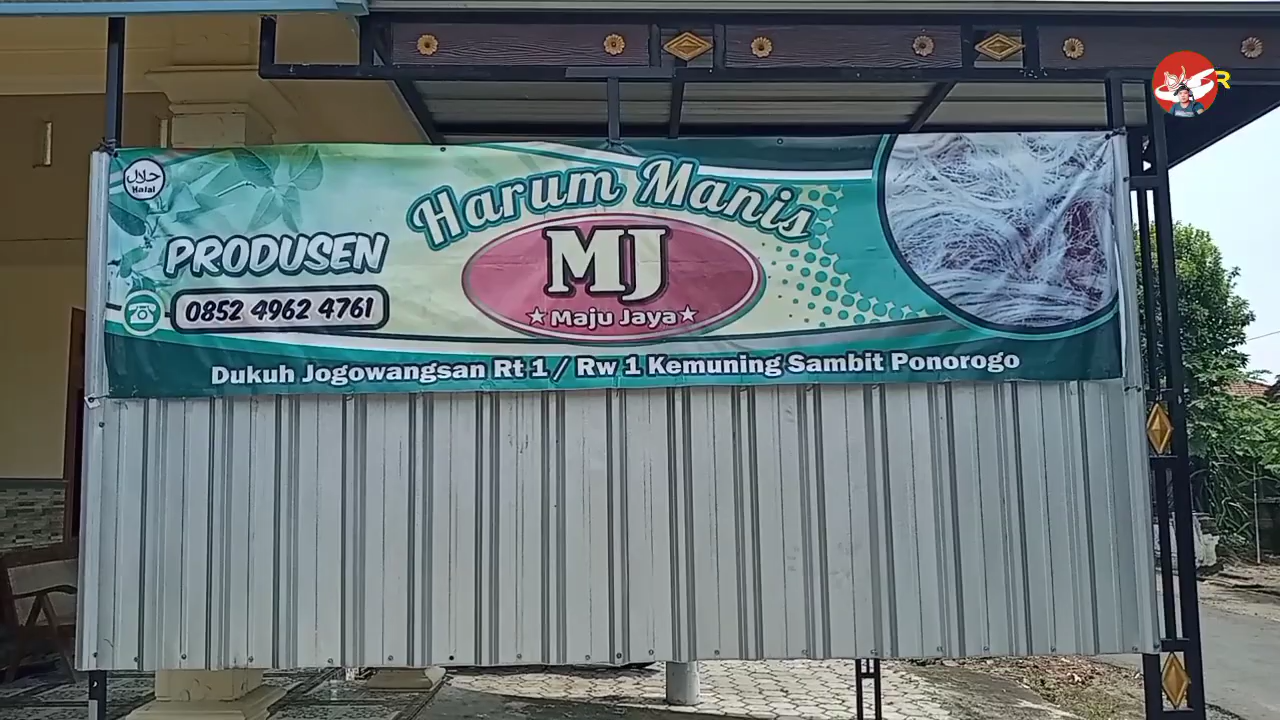 حلال
Halal
Harum Manis
PRODUSEN
MJ
0852 4962 4761
Maju Jaya
Dukuh Jogowangsan Rt 1 / Rw 1 Kemuning Sambit Ponorogo
R